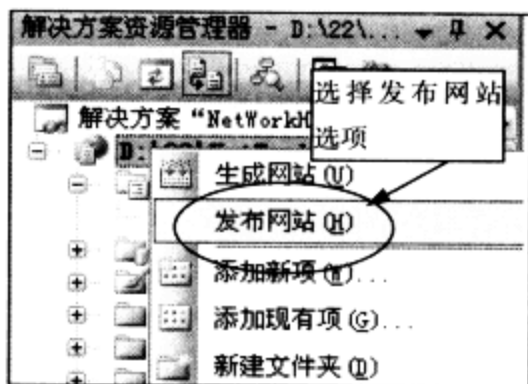 解决方案资源管理器 - D:\22\...
选择发布网站
选项
解决方案 “NetWorkH
生成网站(U)
发布网站(H)
添加新项(W)...
添加现有项(G)...
新建文件夹(D)